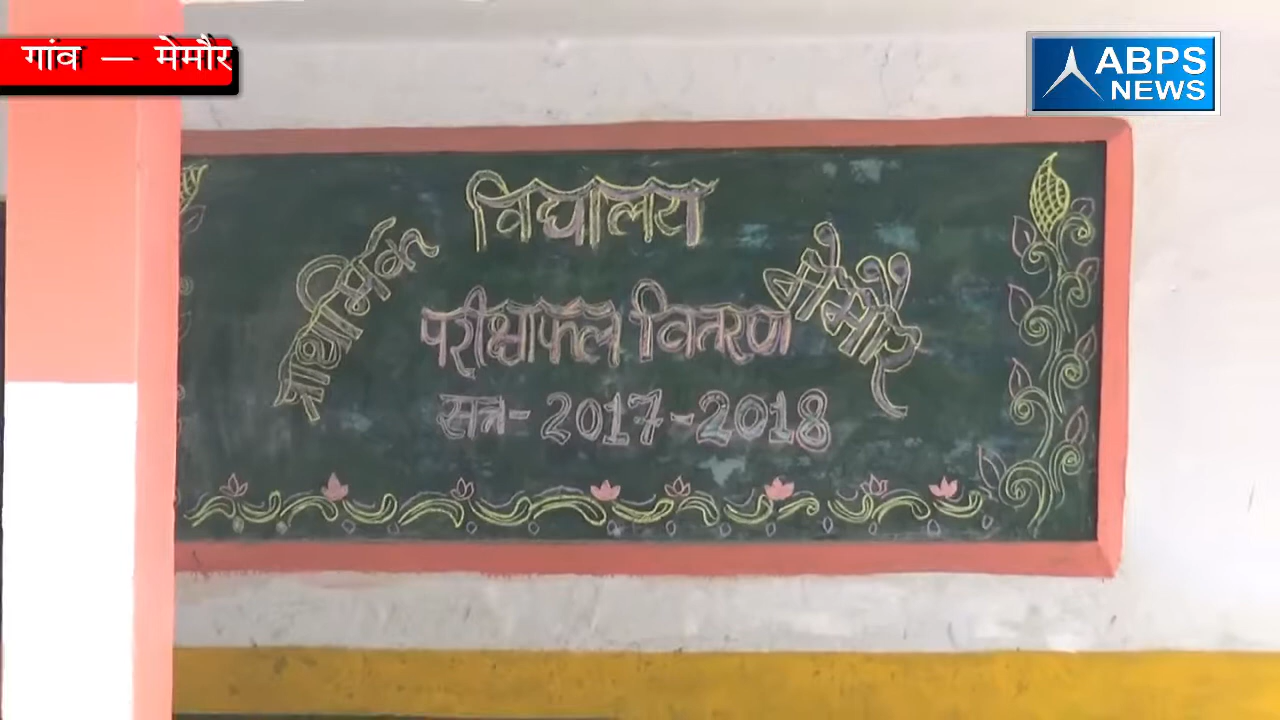 गांव — मेमौर
ABPS
NEWS
प्राथमिक विद्यालय मेमौर
परीक्षाफल वितरण
सत्र-2017-2018